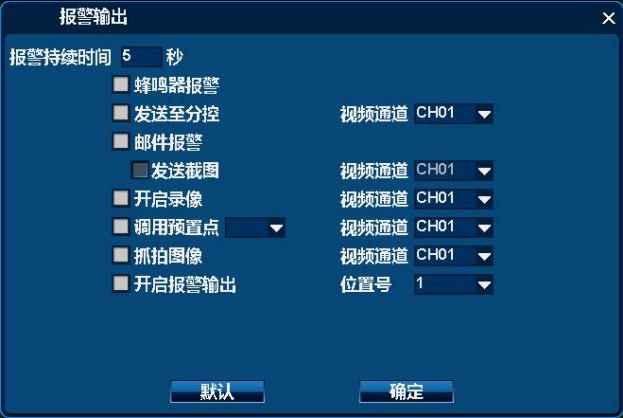 报警输出
报警持续时间 5 秒
蜂鸣器报警
发送至分控 视频通道 CH01
邮件报警
发送截图 视频通道 CH01
开启录像 视频通道 CH01
调用预置点 视频通道 CH01
抓拍图像 视频通道 CH01
开启报警输出 位置号 1
默认 确定